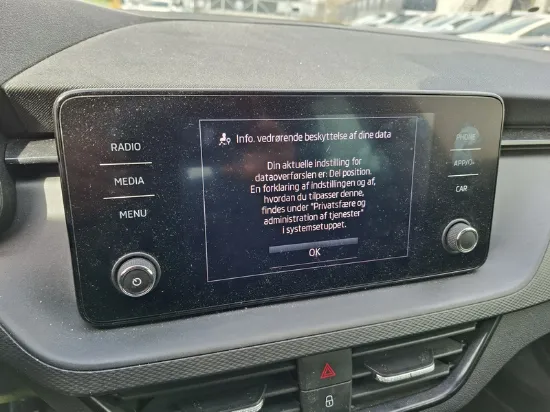 RADIO
MEDIA
MENU
Info. vedrørende beskyttelse af dine data
Din aktuelle indstilling for
dataoverførslen er: Del position.
En forklaring af indstillingen og af,
hvordan du tilpasser denne,
findes under "Privatsfære og
administration af tjenester"
i systemsetuppet.
OK
PHONE
APP/⌂
CAR